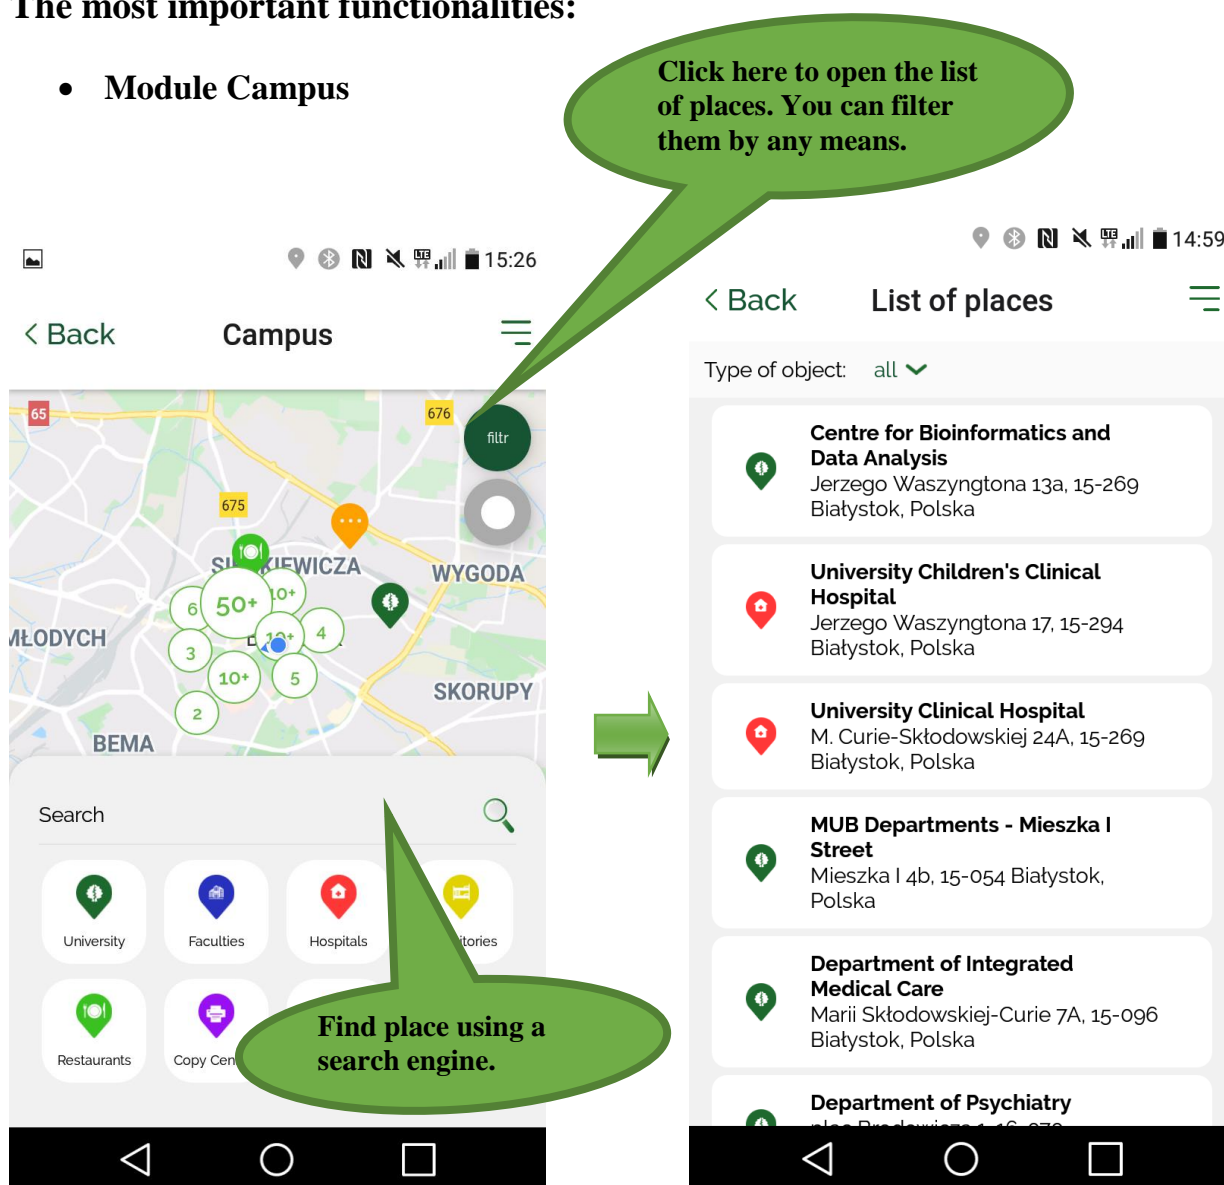 The most important functionalities:
• Module Campus
Click here to open the list
of places. You can filter
them by any means.
15:26
< Back
Campus
65
676
filtr
675
WYGODA
6
50+
10+
4
MŁODYCH
3
10+
5
2
SKORUPY
BEMA
Search
University
Faculties
Hospitals
Restaurants
Find place using a
search engine.
14:59
< Back
List of places
Type of object:
all
Centre for Bioinformatics and
Data Analysis
Jerzego Waszyngtona 13a, 15-269
Białystok, Polska
University Children's Clinical
Hospital
Jerzego Waszyngtona 17, 15-294
Białystok, Polska
University Clinical Hospital
M. Curie-Skłodowskiej 24A, 15-269
Białystok, Polska
MUB Departments - Mieszka I
Street
Mieszka I 4b, 15-054 Białystok,
Polska
Department of Integrated
Medical Care
Marii Skłodowskiej-Curie 7A, 15-096
Białystok, Polska
Department of Psychiatry